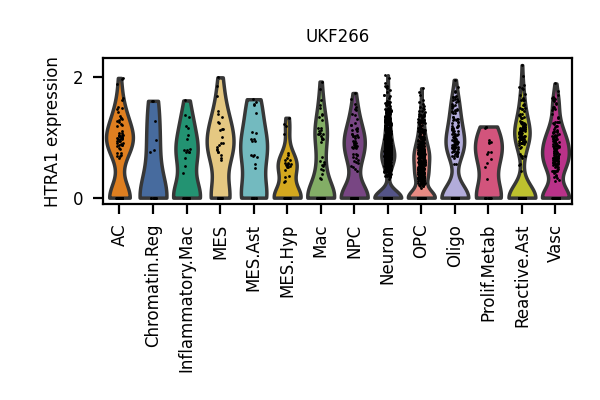 UKF266
HTRA1 expression
2
0
AC
Chromatin.Reg
Inflammatory.Mac
MES
MES.Ast
MES.Hyp
Mac
NPC
Neuron
OPC
Oligo
Prolif.Metab
Reactive.Ast
Vasc